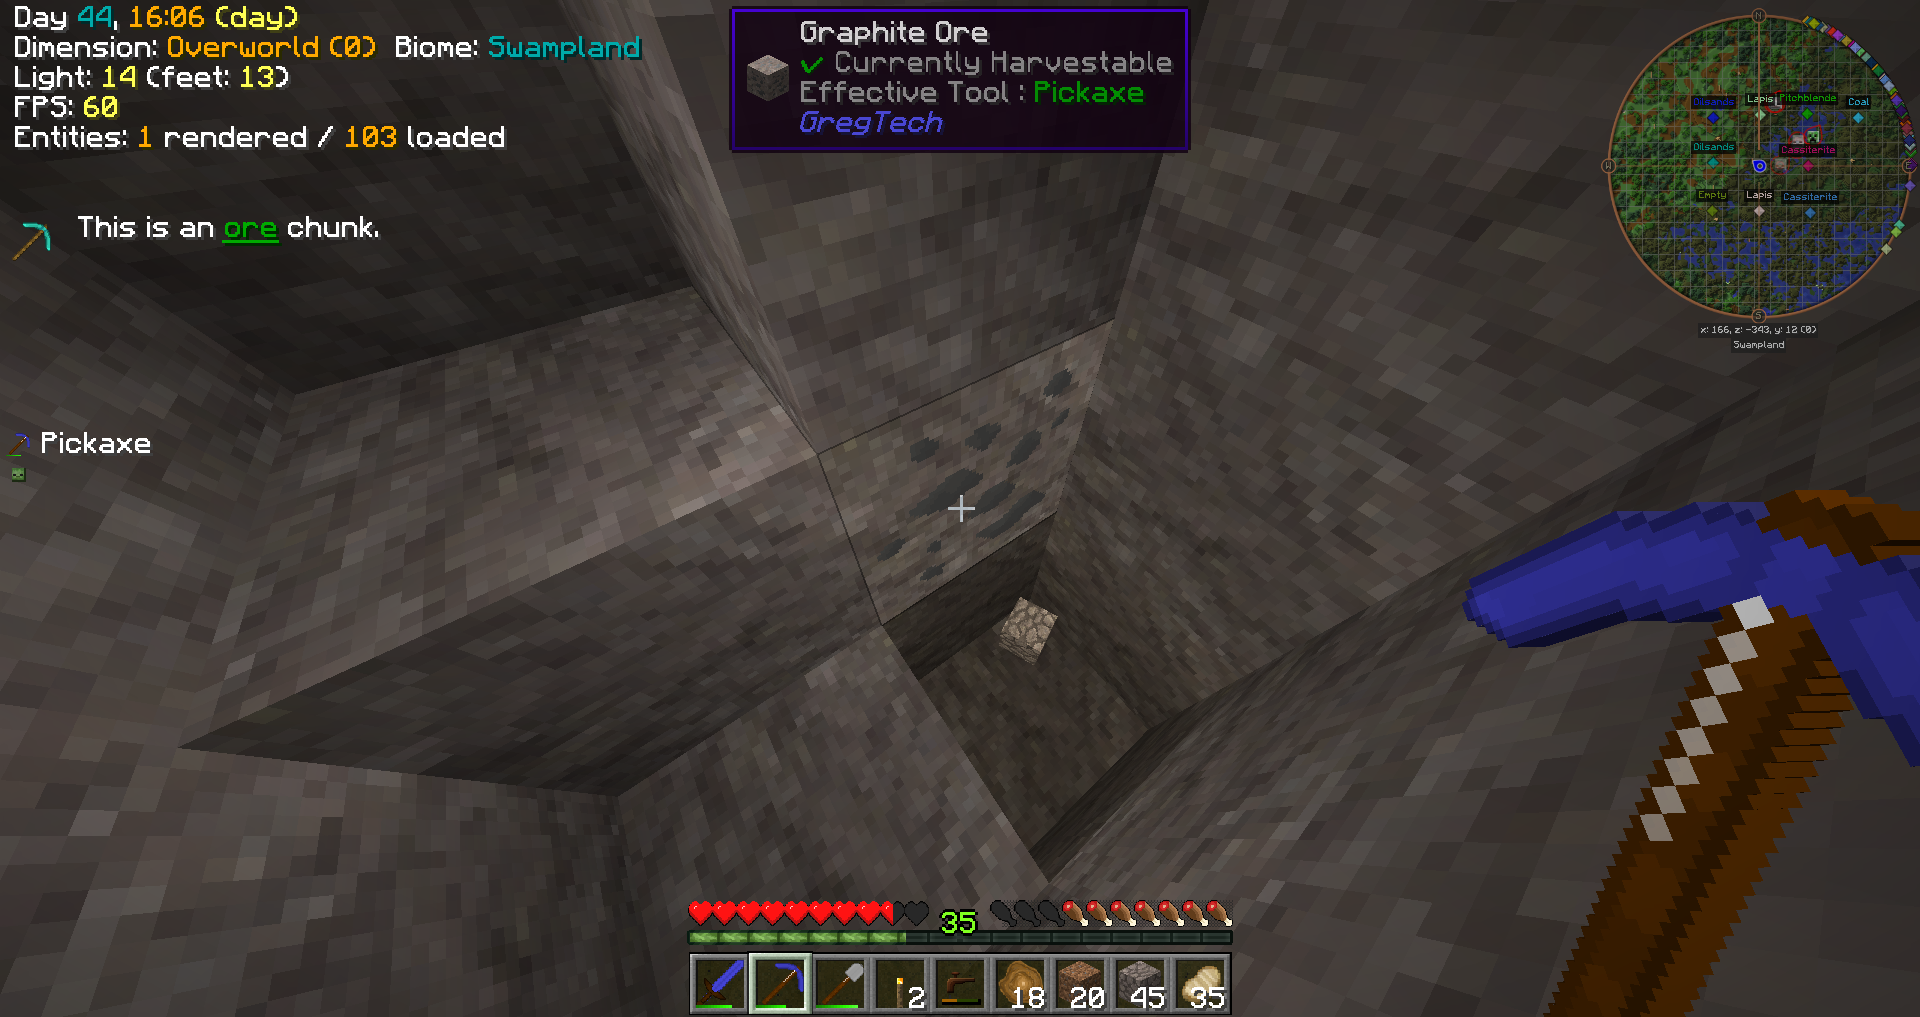 Day 44, 16:06 (day)
Dimension: Overworld (0) Biome: Swampland
Light: 14 (feet: 13)
FPS: 60
Entities: 1 rendered / 103 loaded
This is an ore chunk.
Pickaxe
Graphite Ore
✓ Currently Harvestable
Effective Tool : Pickaxe
GregTech
N
Oilsands Lapis Pitchblende Coal
Oilsands Cassiterite
W E
Empty Lapis Cassiterite
S
x: 166, z: -343, y: 12 (0)
Swampland
35
2 18 20 45 35